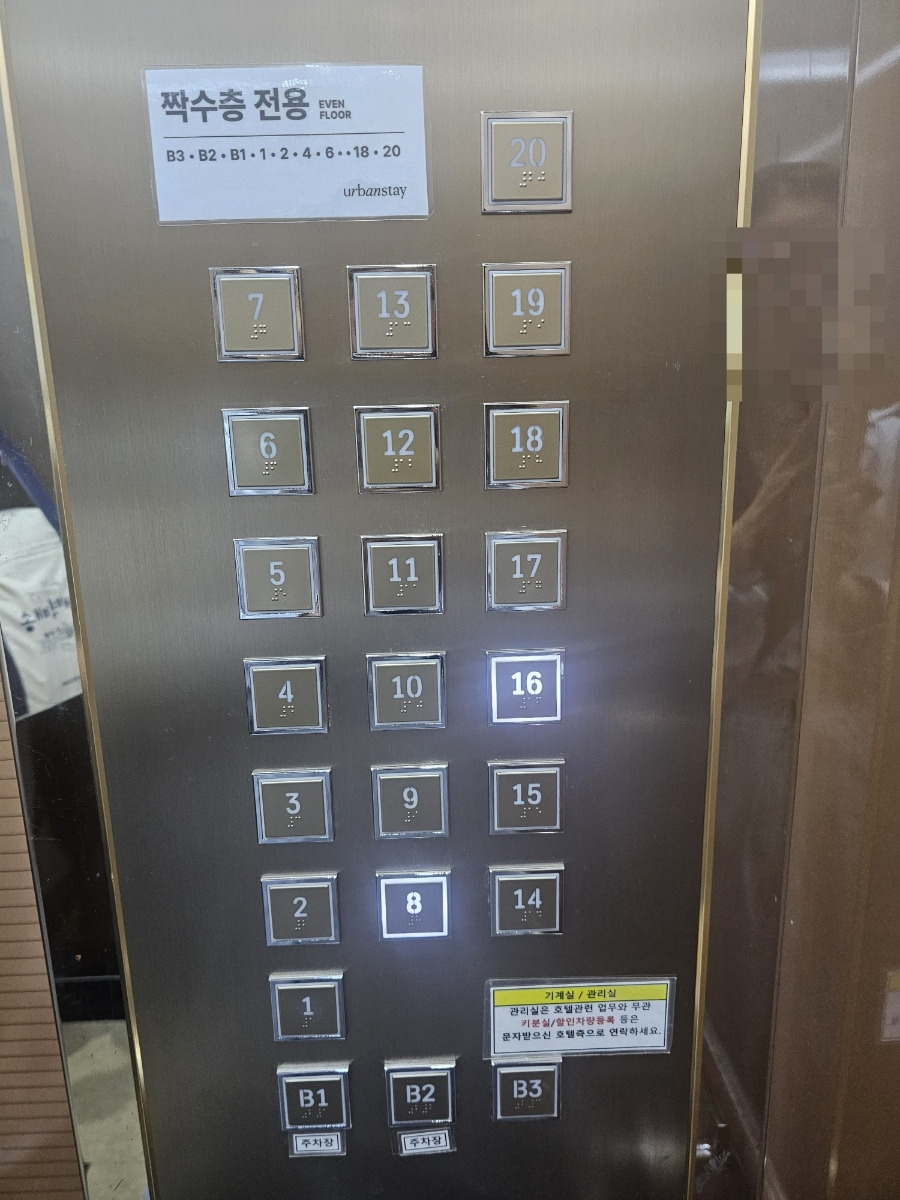 짝수층 전용 EVEN FLOOR
B3 • B2 • B1 • 1 • 2 • 4 • 6 • • 18 • 20
urbanstay
20
7 13 19
6 12 18
5 11 17
4 10 16
3 9 15
2 8 14
1
기계실 / 관리실
관리실은 호텔관련 업무와 무관
키분실/할인차량등록 등은
문자받으신 호텔측으로 연락하세요.
B1 B2 B3
주차장 주차장